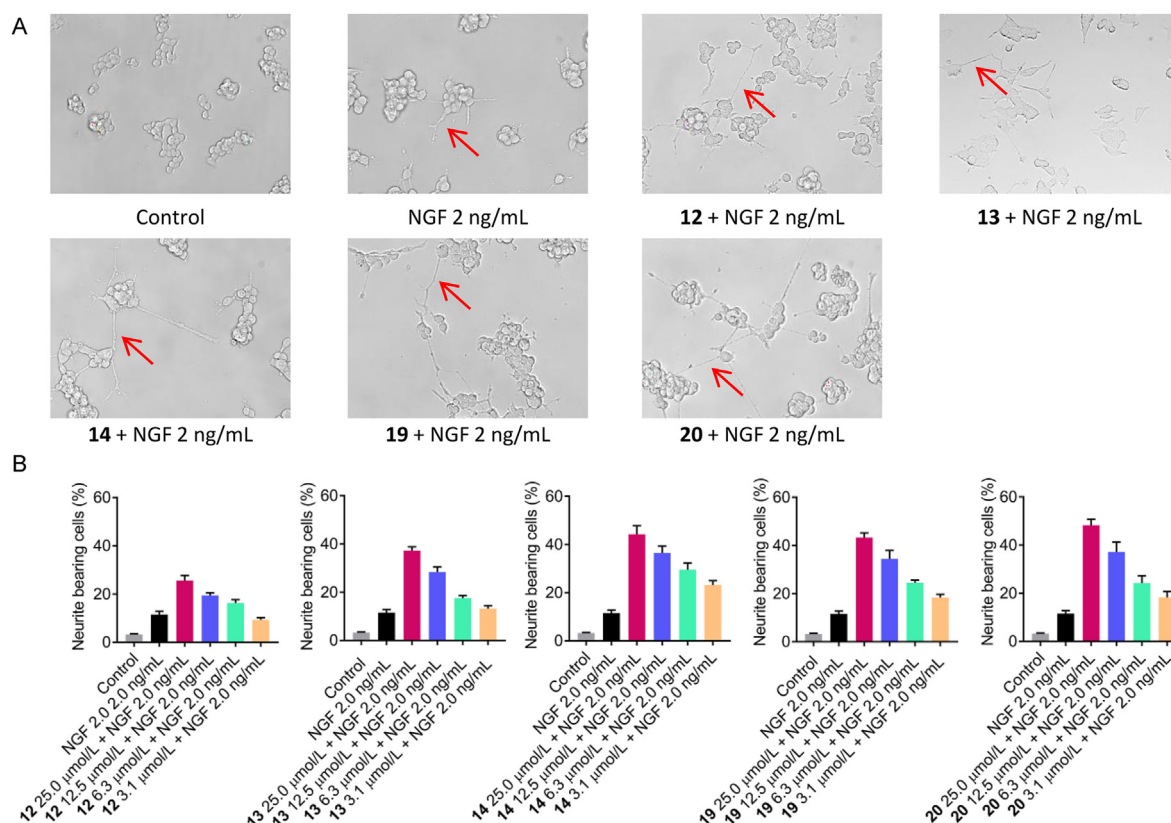 A
Control
NGF 2 ng/mL
12 + NGF 2 ng/mL
13 + NGF 2 ng/mL
14 + NGF 2 ng/mL
19 + NGF 2 ng/mL
20 + NGF 2 ng/mL
B
Neurite bearing cells (%)
60
40
20
0
Control
NGF 2.0 ng/mL
12 25.0 µmol/L + NGF 2.0 ng/mL
12 12.5 µmol/L + NGF 2.0 ng/mL
12 6.3 µmol/L + NGF 2.0 ng/mL
12 3.1 µmol/L + NGF 2.0 ng/mL
Neurite bearing cells (%)
60
40
20
0
Control
NGF 2.0 ng/mL
13 25.0 µmol/L + NGF 2.0 ng/mL
13 12.5 µmol/L + NGF 2.0 ng/mL
13 6.3 µmol/L + NGF 2.0 ng/mL
13 3.1 µmol/L + NGF 2.0 ng/mL
Neurite bearing cells (%)
60
40
20
0
Control
NGF 2.0 ng/mL
14 25.0 µmol/L + NGF 2.0 ng/mL
14 12.5 µmol/L + NGF 2.0 ng/mL
14 6.3 µmol/L + NGF 2.0 ng/mL
14 3.1 µmol/L + NGF 2.0 ng/mL
Neurite bearing cells (%)
60
40
20
0
Control
NGF 2.0 ng/mL
19 25.0 µmol/L + NGF 2.0 ng/mL
19 12.5 µmol/L + NGF 2.0 ng/mL
19 6.3 µmol/L + NGF 2.0 ng/mL
19 3.1 µmol/L + NGF 2.0 ng/mL
Neurite bearing cells (%)
60
40
20
0
Control
NGF 2.0 ng/mL
20 25.0 µmol/L + NGF 2.0 ng/mL
20 12.5 µmol/L + NGF 2.0 ng/mL
20 6.3 µmol/L + NGF 2.0 ng/mL
20 3.1 µmol/L + NGF 2.0 ng/mL